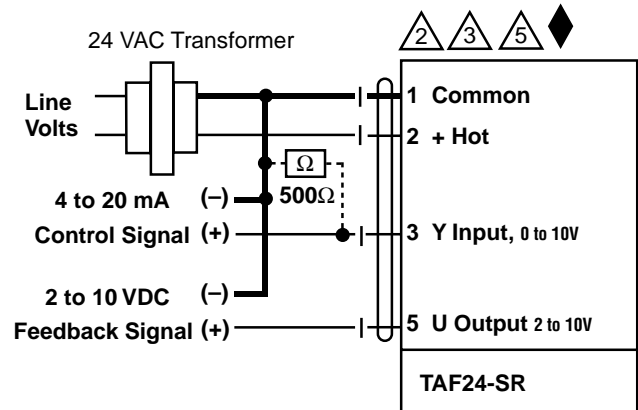 24 VAC Transformer
2 3 5
Line
Volts
1 Common
2 + Hot
Ω
500Ω
4 to 20 mA (–)
Control Signal (+)
3 Y Input, 0 to 10V
2 to 10 VDC (–)
Feedback Signal (+)
5 U Output 2 to 10V
TAF24-SR